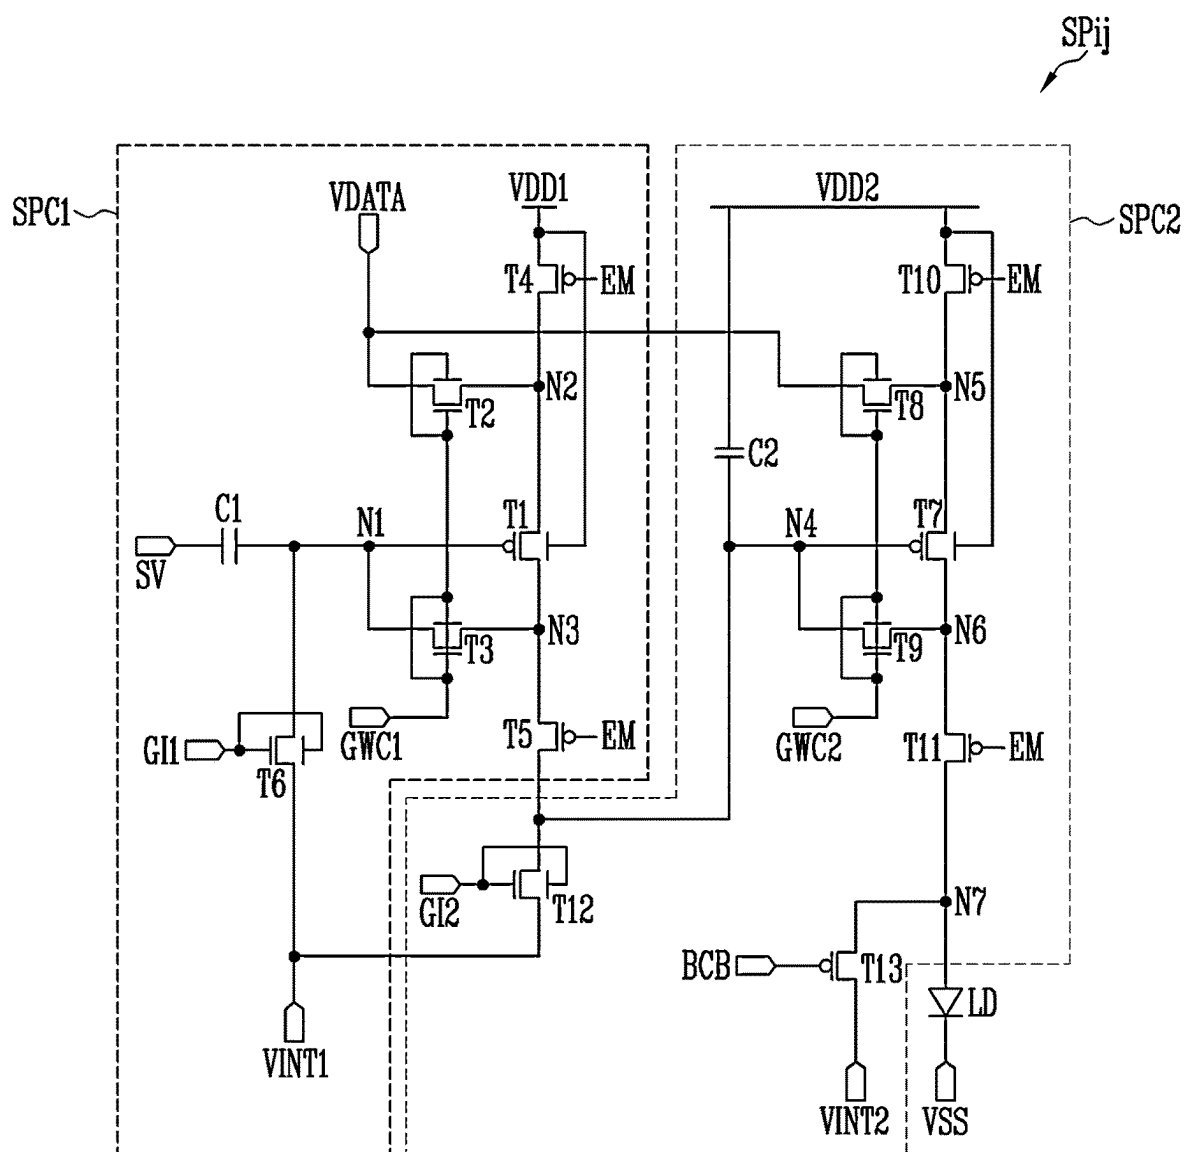 SPij
SPC1
VDATA
VDD1
VDD2
SPC2
T4
EM
T10
EM
N2
T2
N5
T8
C2
C1
N1
T1
N4
T7
SV
N3
T3
N6
T9
GI1
T6
GWC1
T5
EM
GWC2
T11
EM
GI2
T12
N7
BCB
T13
LD
VINT1
VINT2
VSS